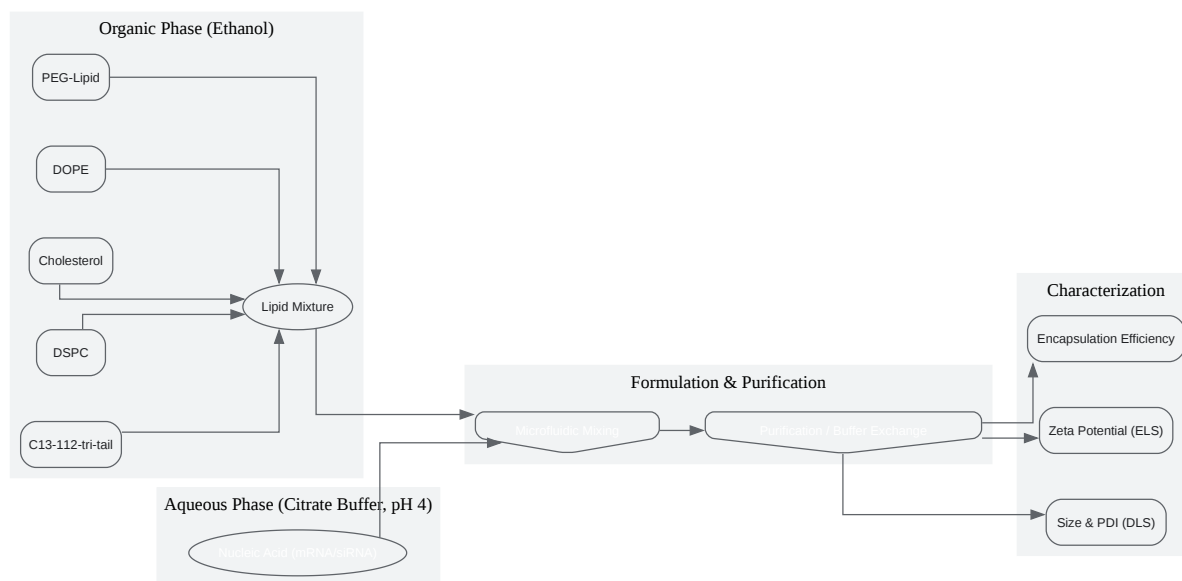 Organic Phase (Ethanol)
PEG-Lipid
DOPE
Cholesterol
Lipid Mixture
DSPC
C13-112-tri-tail
Aqueous Phase (Citrate Buffer, pH 4)
Nucleic Acid (mRNA/siRNA)
Formulation & Purification
Microfluidic Mixing
Purification / Buffer Exchange
Characterization
Encapsulation Efficiency
Zeta Potential (ELS)
Size & PDI (DLS)